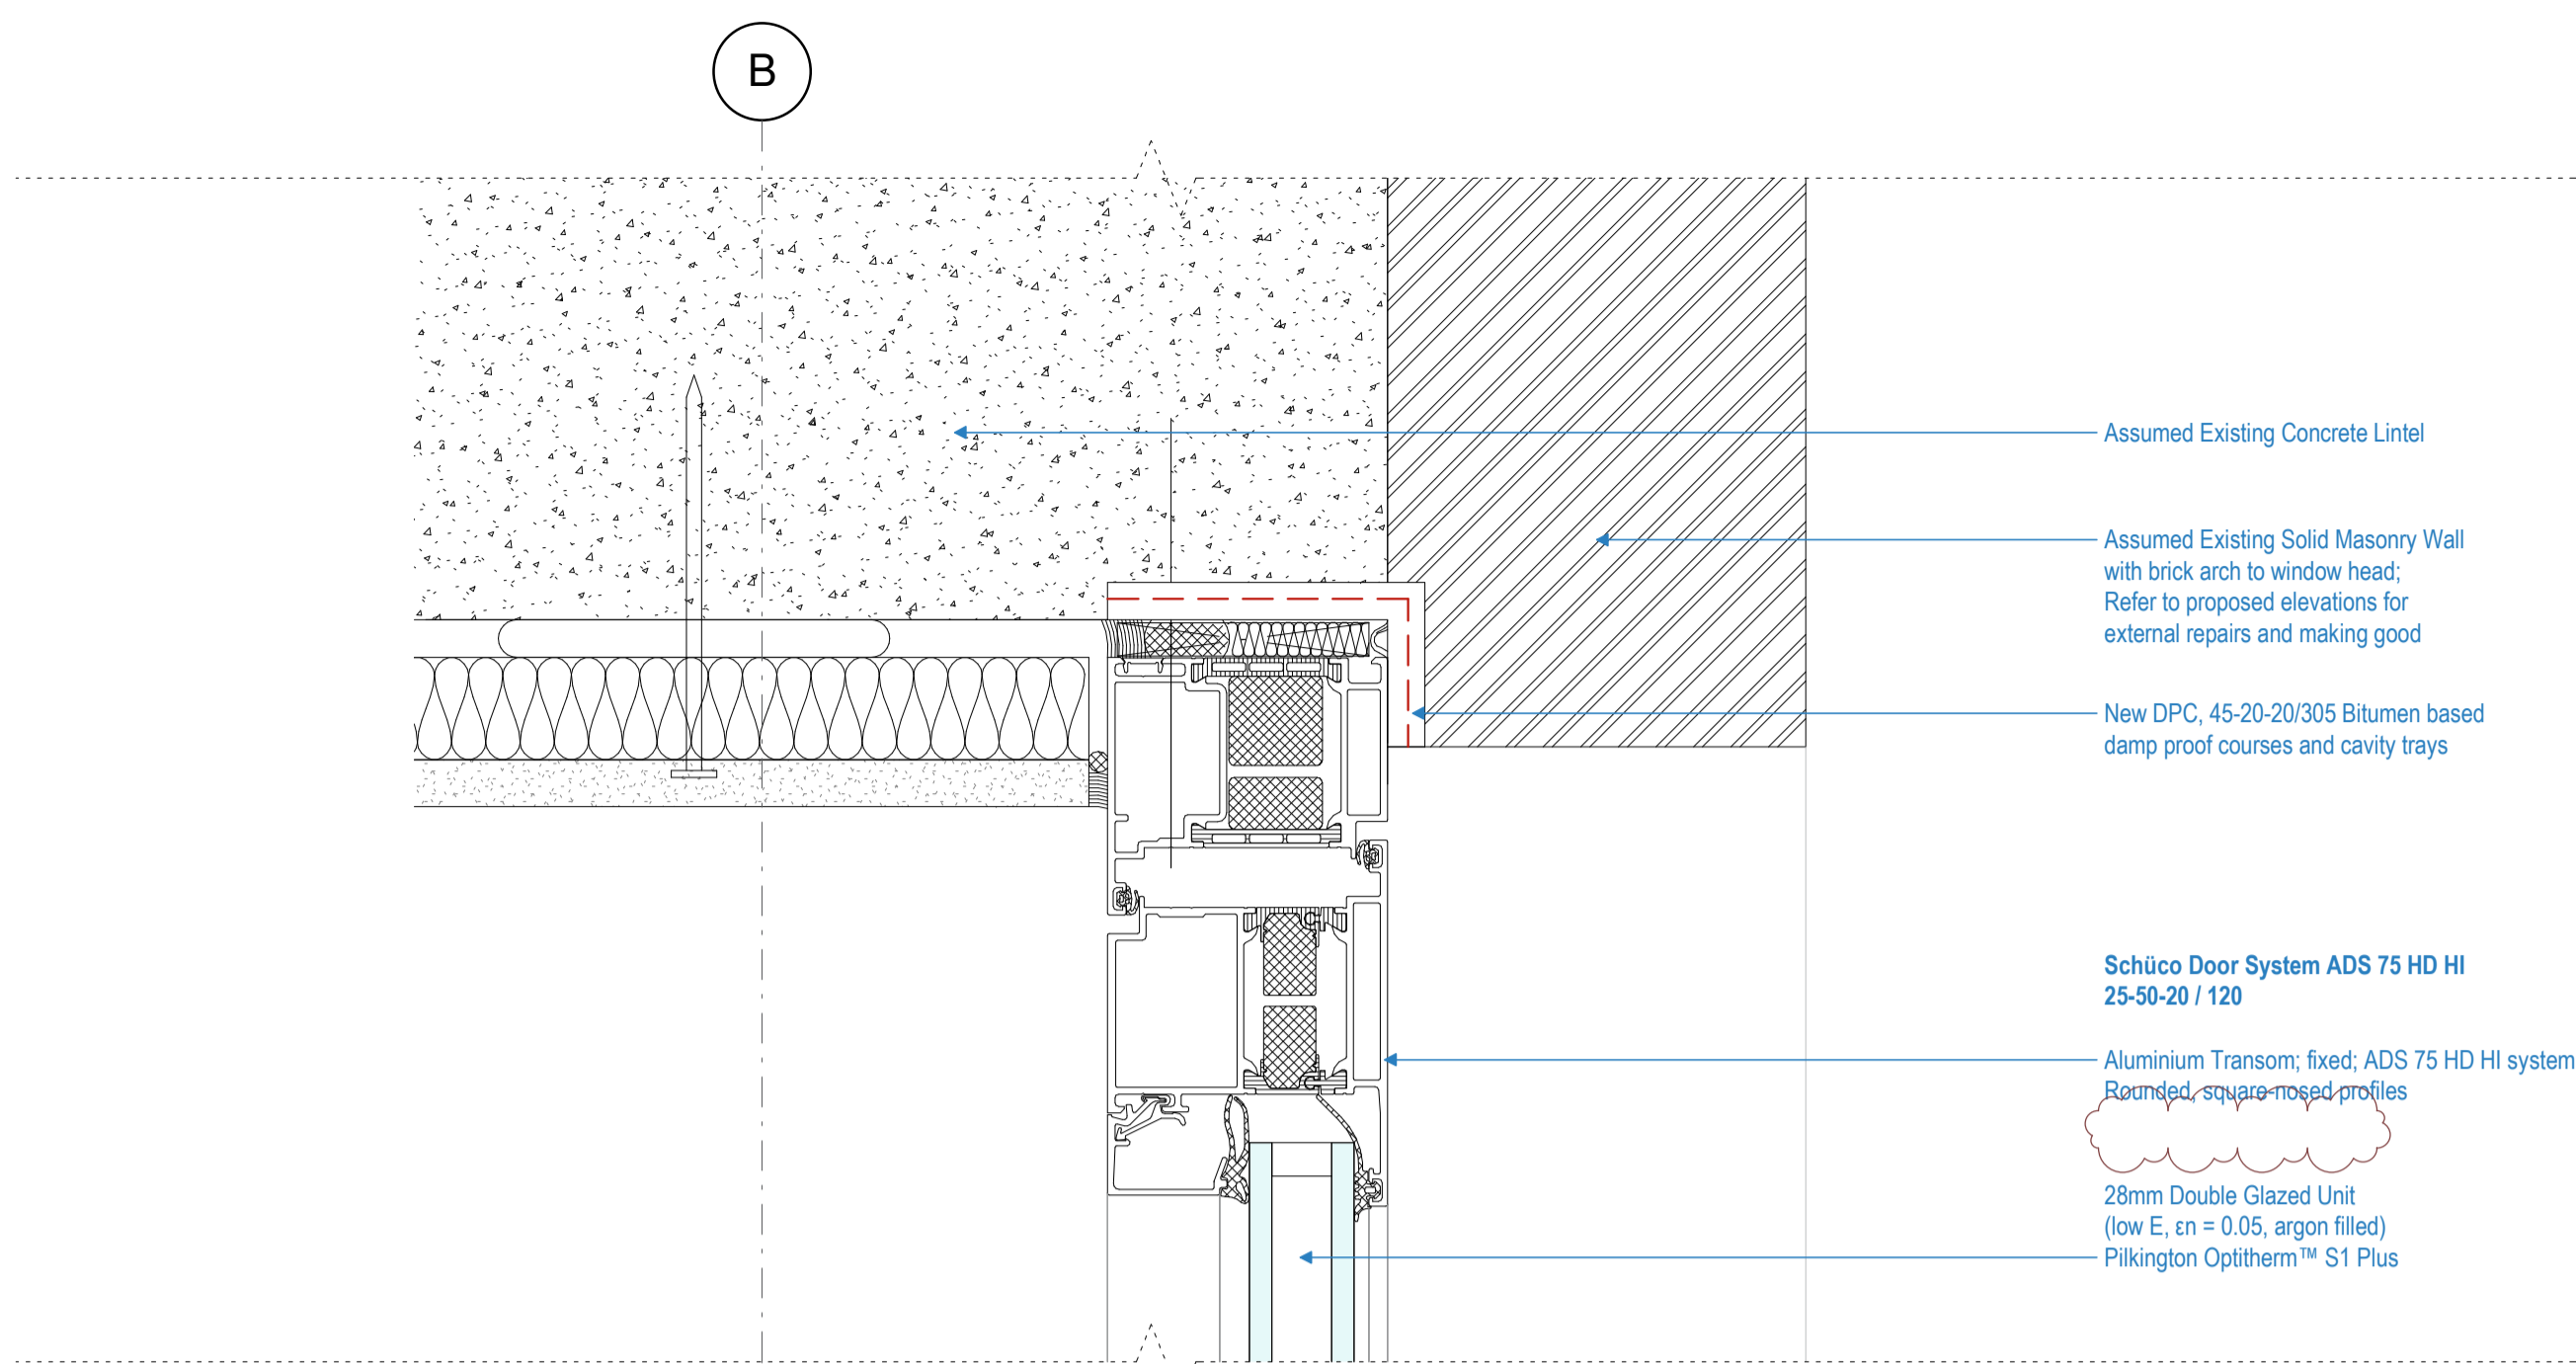 B
Assumed Existing Concrete Lintel
Assumed Existing Solid Masonry Wall
with brick arch to window head;
Refer to proposed elevations for
external repairs and making good
New DPC, 45-20-20/305 Bitumen based
damp proof courses and cavity trays
Schüco Door System ADS 75 HD HI
25-50-20 / 120
Aluminium Transom; fixed; ADS 75 HD HI system
Rounded, square-nosed profiles
28mm Double Glazed Unit
(low E, εn = 0.05, argon filled)
Pilkington Optitherm™ S1 Plus